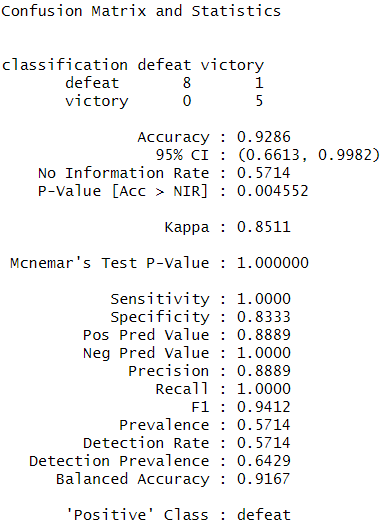 Confusion Matrix and Statistics
classification defeat victory
defeat 8 1
victory 0 5
Accuracy : 0.9286
95% CI : (0.6613, 0.9982)
No Information Rate : 0.5714
P-Value [Acc > NIR] : 0.004552
Kappa : 0.8511
Mcnemar's Test P-Value : 1.000000
Sensitivity : 1.0000
Specificity : 0.8333
Pos Pred Value : 0.8889
Neg Pred Value : 1.0000
Precision : 0.8889
Recall : 1.0000
F1 : 0.9412
Prevalence : 0.5714
Detection Rate : 0.5714
Detection Prevalence : 0.6429
Balanced Accuracy : 0.9167
'Positive' Class : defeat